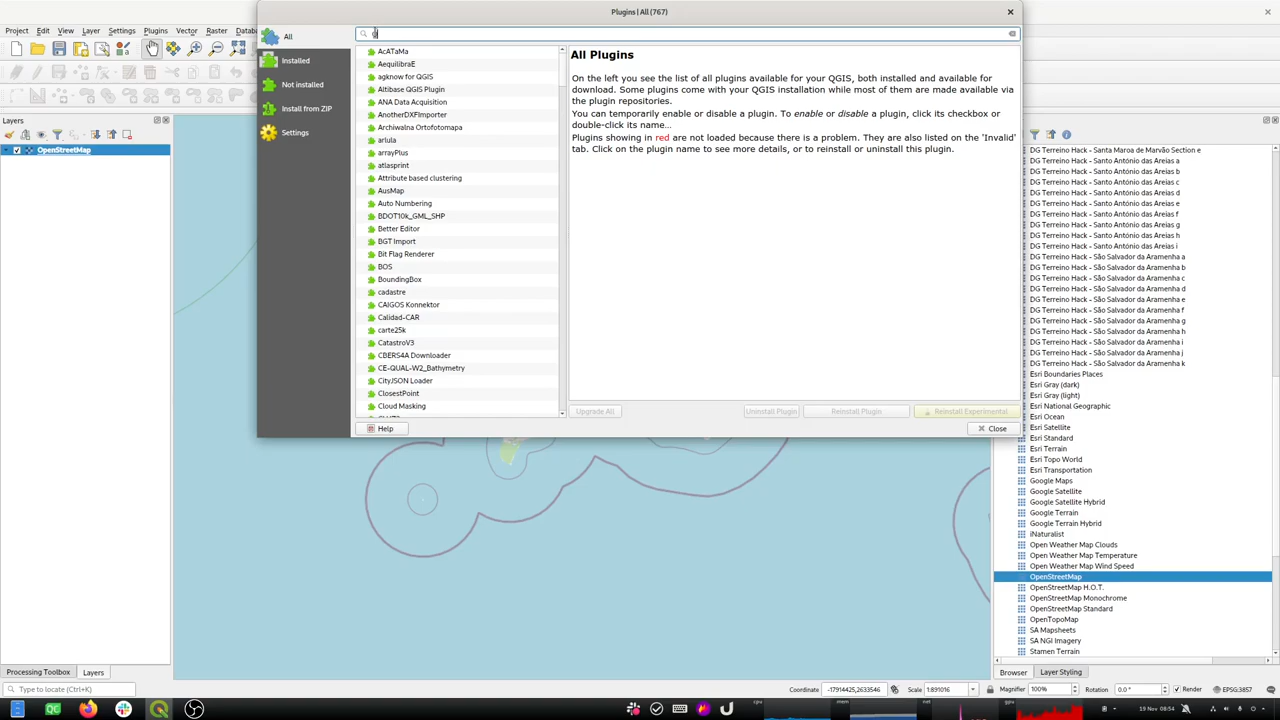 Plugins | All (767)
Project Edit View Layer Settings Plugins Vector Raster
All
Installed
Not installed
Install from ZIP
Settings
AcATaMa
AequilibraE
agknow for QGIS
Altibase QGIS Plugin
ANA Data Acquisition
AnotherDXFImporter
Archiwalna Ortofotomapa
arlula
arrayPlus
atlasprint
Attribute based clustering
AusMap
Auto Numbering
BDOT10k_GML_SHP
Better Editor
BGT Import
Bit Flag Renderer
BOS
BoundingBox
cadastre
CAIGOS Konnektor
Calidad-CAR
carte25k
CatastroV3
CBERS4A Downloader
CE-QUAL-W2_Bathymetry
CityJSON Loader
ClosestPoint
Cloud Masking
All Plugins
On the left you see the list of all plugins available for your QGIS, both installed and available for
download. Some plugins come with your QGIS installation while most of them are made available
via the plugin repositories.
You can temporarily enable or disable a plugin. To enable or disable a plugin, click its checkbox or
double-click its name...
Plugins showing in red are not loaded because there is a problem. They are also listed on the 'Invalid'
tab. Click on the plugin name to see more details, or to reinstall or uninstall this plugin.
Upgrade All Uninstall Plugin Reinstall Plugin Reinstall Experimental
Help Close
Layers
OpenStreetMap
DG Terreino Hack - Santa Maroa de Marvão Section e
DG Terreino Hack - Santo António das Areias a
DG Terreino Hack - Santo António das Areias b
DG Terreino Hack - Santo António das Areias c
DG Terreino Hack - Santo António das Areias d
DG Terreino Hack - Santo António das Areias e
DG Terreino Hack - Santo António das Areias f
DG Terreino Hack - Santo António das Areias g
DG Terreino Hack - Santo António das Areias h
DG Terreino Hack - Santo António das Areias i
DG Terreino Hack - São Salvador da Aramenha a
DG Terreino Hack - São Salvador da Aramenha b
DG Terreino Hack - São Salvador da Aramenha c
DG Terreino Hack - São Salvador da Aramenha d
DG Terreino Hack - São Salvador da Aramenha e
DG Terreino Hack - São Salvador da Aramenha f
DG Terreino Hack - São Salvador da Aramenha g
DG Terreino Hack - São Salvador da Aramenha h
DG Terreino Hack - São Salvador da Aramenha i
DG Terreino Hack - São Salvador da Aramenha j
DG Terreino Hack - São Salvador da Aramenha k
Esri Boundaries Places
Esri Gray (dark)
Esri Gray (light)
Esri National Geographic
Esri Ocean
Esri Satellite
Esri Standard
Esri Terrain
Esri Topo World
Esri Transportation
Google Maps
Google Satellite
Google Satellite Hybrid
Google Terrain
Google Terrain Hybrid
iNaturalist
Open Weather Map Clouds
Open Weather Map Temperature
Open Weather Map Wind Speed
OpenStreetMap
OpenStreetMap H.O.T.
OpenStreetMap Monochrome
OpenStreetMap Standard
OpenTopoMap
SA Mapsheets
SA NGI Imagery
Stamen Terrain
Processing Toolbox Layers
Browser Layer Styling
Type to locate (Ctrl+K)
Coordinate -17914425,2633546 Scale 1:891016 Magnifier 100% Rotation 0.0 ° Render EPSG:3857
cpu mem net 19 Nov 08:54